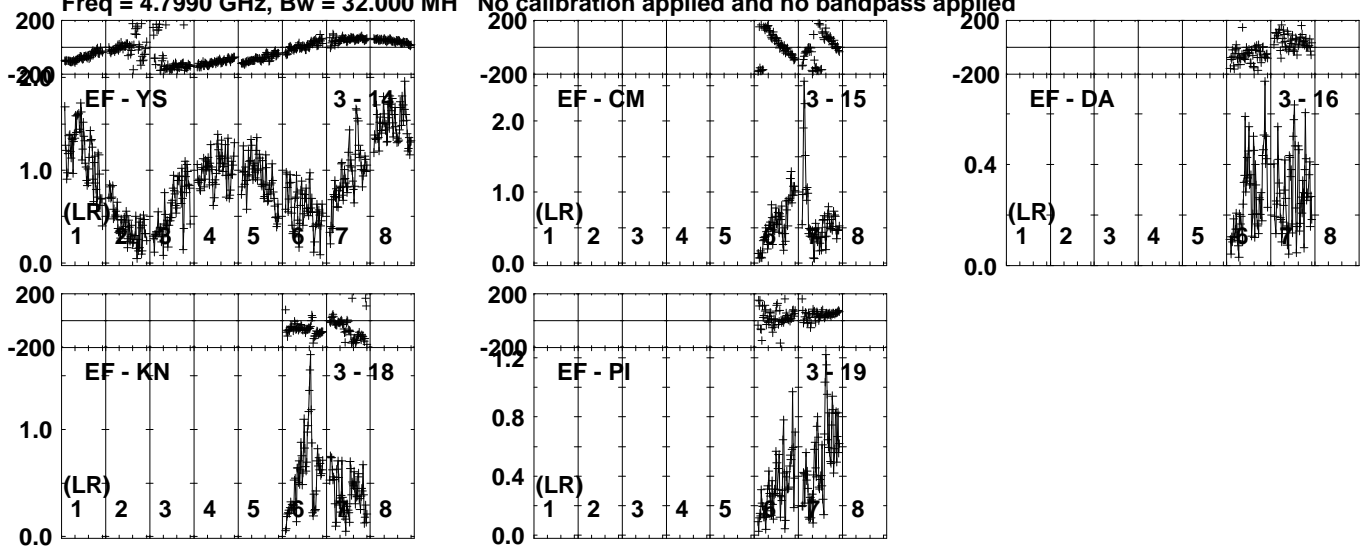 Freq = 4.7990 GHz, Bw = 32.000 MH No calibration applied and no bandpass applied
200
-200
2.0
1.0
0.0
EF - YS 3 - 14
(LR)
1 2 3 4 5 6 7 8
200
-200
2.0
1.0
0.0
EF - CM 3 - 15
(LR)
1 2 3 4 5 6 7 8
200
-200
0.4
0.0
EF - DA 3 - 16
(LR)
1 2 3 4 5 6 7 8
200
-200
1.0
0.0
EF - KN 3 - 18
(LR)
1 2 3 4 5 6 7 8
200
-200
1.2
0.8
0.4
0.0
EF - PI 3 - 19
(LR)
1 2 3 4 5 6 7 8